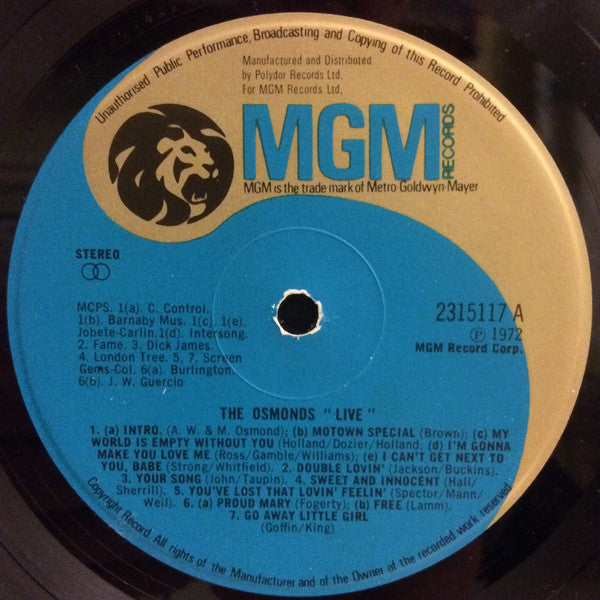 Unauthorised Public Performance, Broadcasting and Copying of this Record Prohibited
Manufactured and Distributed
by Polydor Records Ltd.
For MGM Records Ltd.
MGM
RECORDS
MGM is the trade mark of Metro-Goldwyn-Mayer
STEREO
MCPS. 1(a). C. Control.
1(b). Barnaby Mus. 1(c). 1(e).
Jobete-Carlin.1(d). Intersong.
2. Fame. 3. Dick James.
4. London Tree. 5, 7. Screen
Gems-Col. 6(a). Burlington.
6(b). J. W. Guercio
2315117 A
Ⓟ 1972
MGM Record Corp.
THE OSMONDS "LIVE"
1. (a) INTRO. (A. W. & M. Osmond); (b) MOTOWN SPECIAL (Brown); (c) MY
WORLD IS EMPTY WITHOUT YOU (Holland/Dozier/Holland; (d) I'M GONNA
MAKE YOU LOVE ME (Ross/Gamble/Williams); (e) I CAN'T GET NEXT TO
YOU, BABE (Strong/Whitfield). 2. DOUBLE LOVIN' (Jackson/Buckins).
3. YOUR SONG (John/Taupin). 4. SWEET AND INNOCENT (Hall/
Sherrill). 5. YOU'VE LOST THAT LOVIN' FEELIN' (Spector/Mann/
Weil). 6. (a) PROUD MARY (Fogerty); (b) FREE (Lamm).
7. GO AWAY LITTLE GIRL
(Goffin/King)
Copyright Record. All rights of the Manufacturer and of the Owner of the recorded work reserved